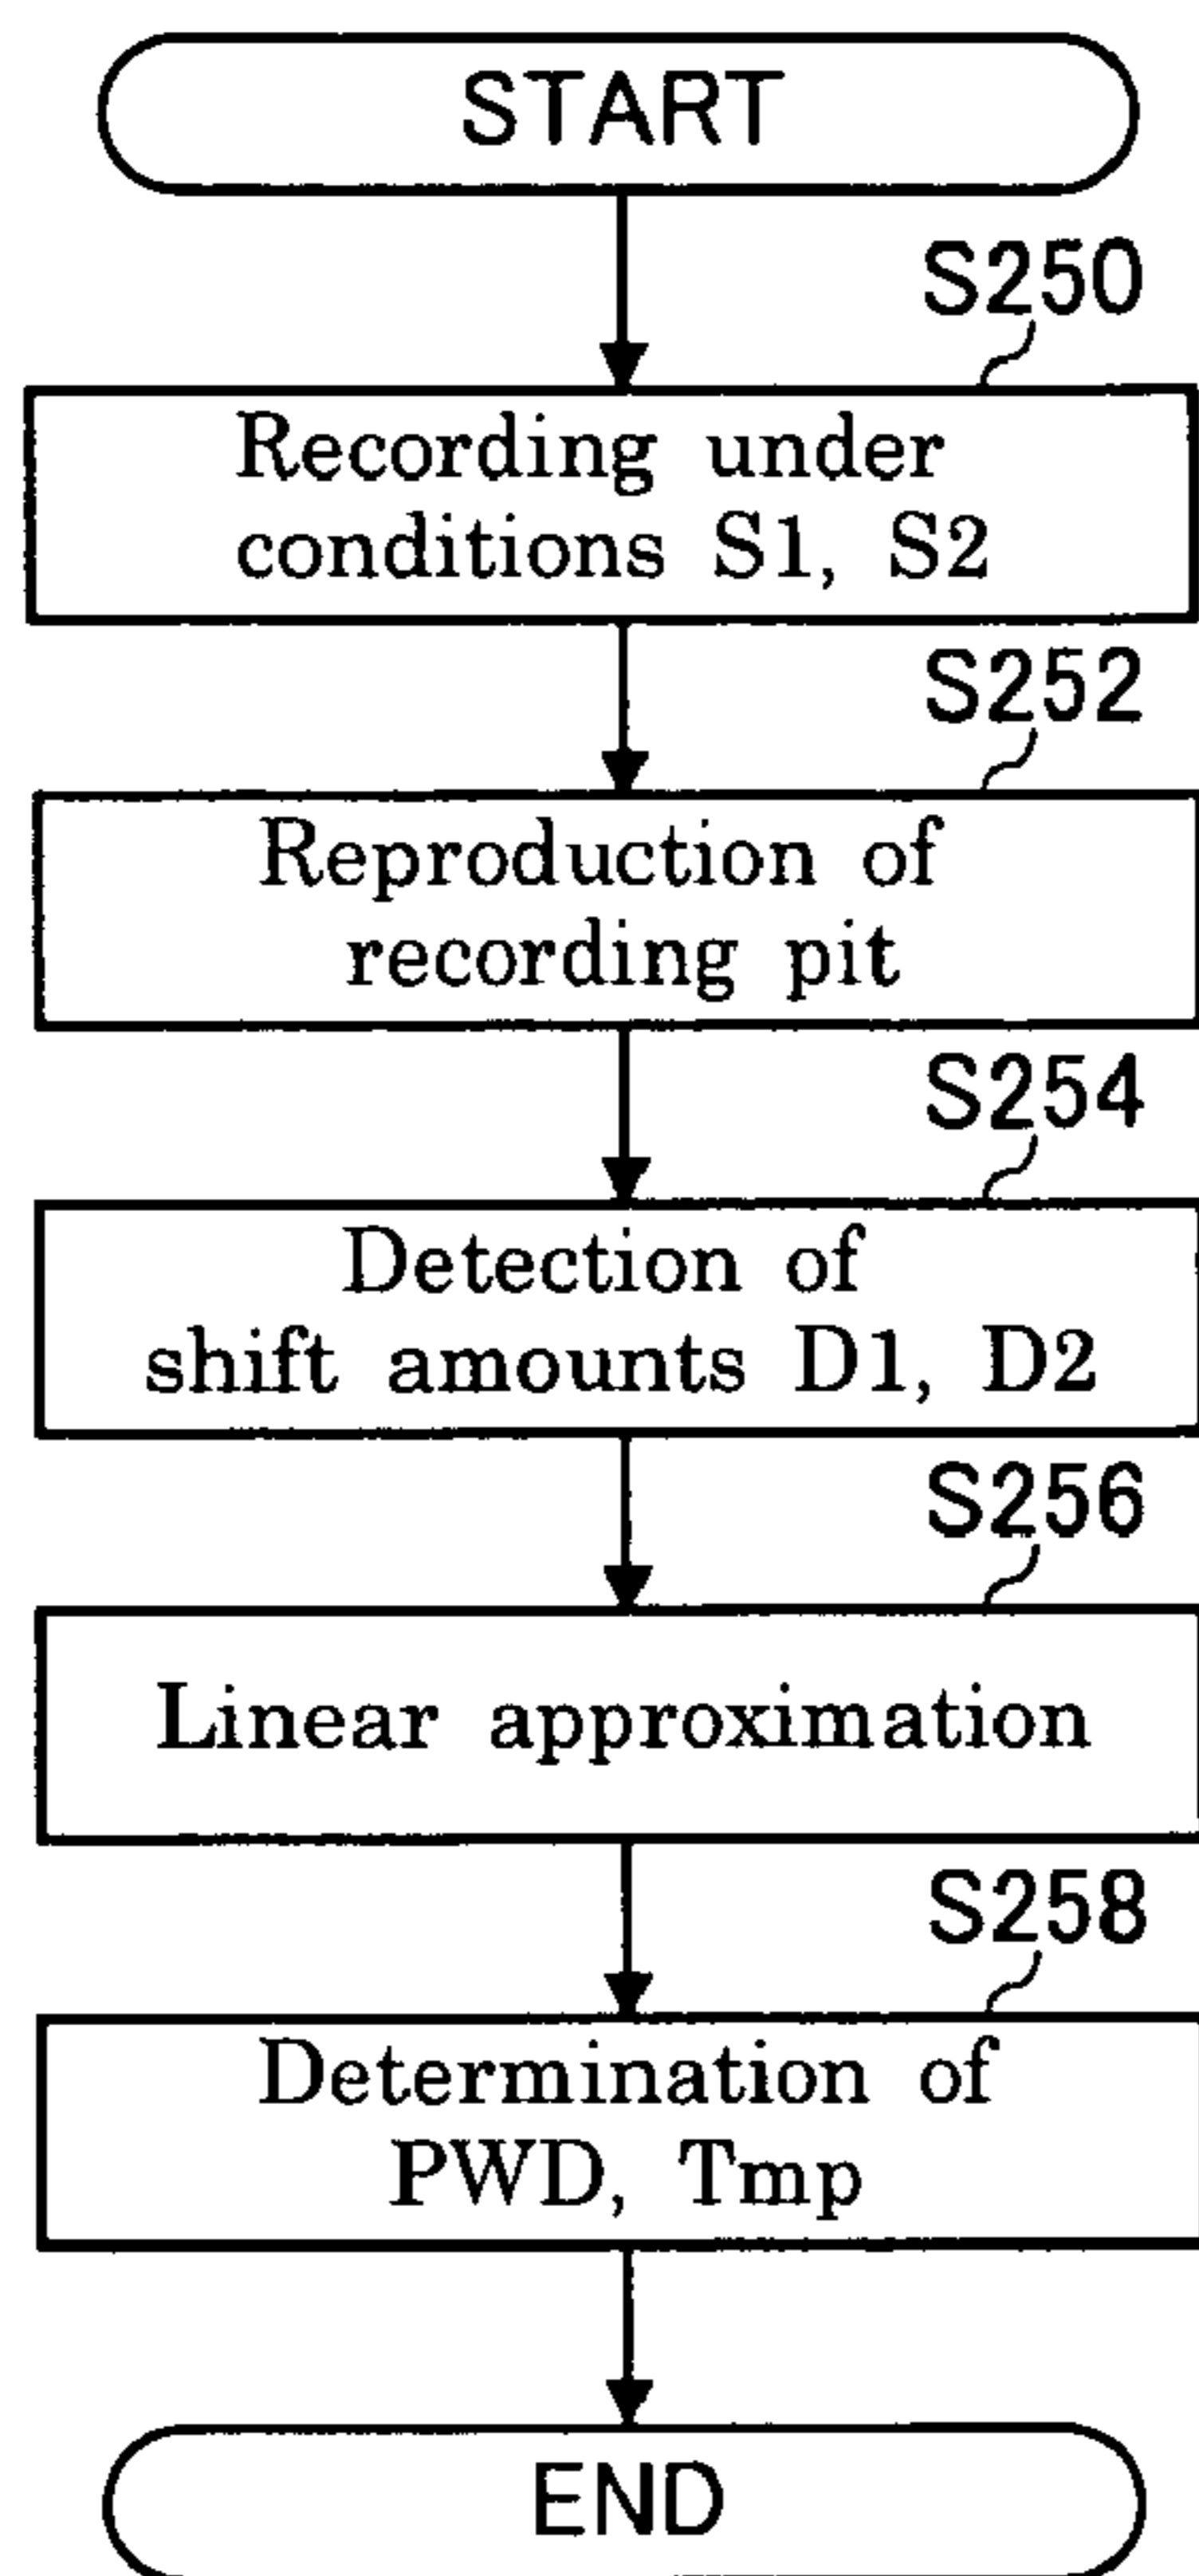 START
S250
Recording under
conditions S1, S2
S252
Reproduction of
recording pit
S254
Detection of
shift amounts D1, D2
S256
Linear approximation
S258
Determination of
PWD, Tmp
END